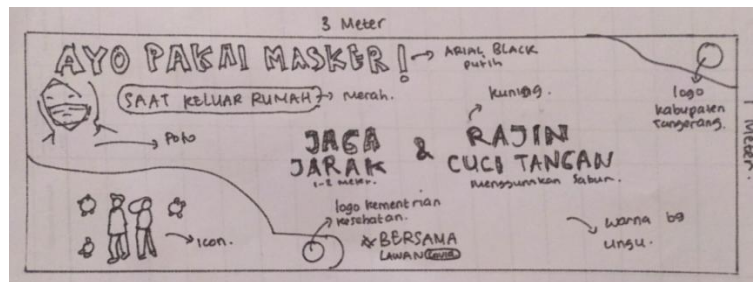 3 Meter
AYO PAKAI MASKER!
ARIAL BLACK
putih
SAAT KELUAR RUMAH
merah.
kuning.
logo
kabupaten
Tangerang.
1 Meter.
JAGA
JARAK
1-2 meter.
&
RAJIN
CUCI TANGAN
menggunakan Sabun.
logo kementrian
kesehatan.
icon.
BERSAMA
LAWAN Covid
warna bg
ungu.